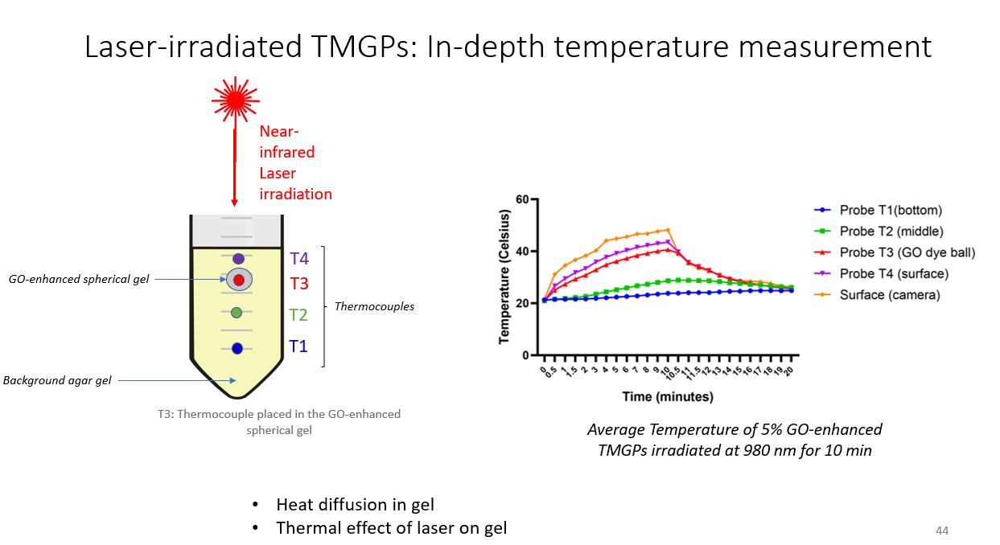 Laser-irradiated TMGPs: In-depth temperature measurement
Near-
infrared
Laser
irradiation
T4
GO-enhanced spherical gel
T3
Thermocouples
T2
T1
Background agar gel
T3: Thermocouple placed in the GO-enhanced
spherical gel
Temperature (Celsius)
60
40
20
0
0 0.5 1 1.5 2 3 4 5 6 7 8 9 10 10.5 11 11.5 12 13 14 15 16 17 18 19 20
Time (minutes)
Probe T1(bottom)
Probe T2 (middle)
Probe T3 (GO dye ball)
Probe T4 (surface)
Surface (camera)
Average Temperature of 5% GO-enhanced
TMGPs irradiated at 980 nm for 10 min
• Heat diffusion in gel
• Thermal effect of laser on gel
44